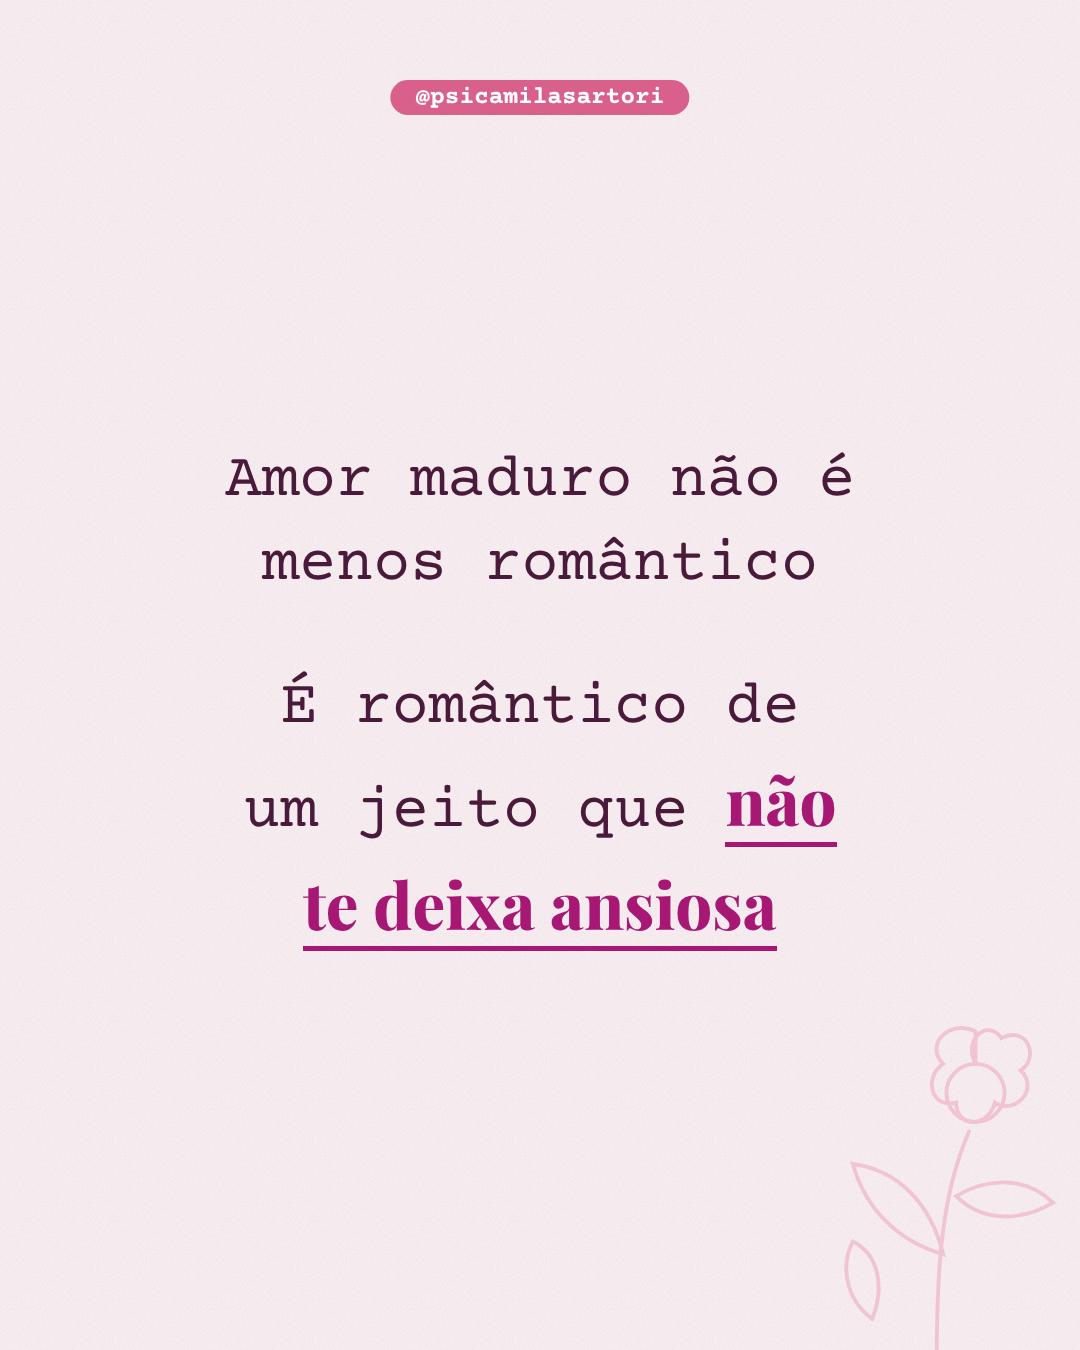 @psicamilasartori
Amor maduro não é
menos romântico
É romântico de
um jeito que não
te deixa ansiosa